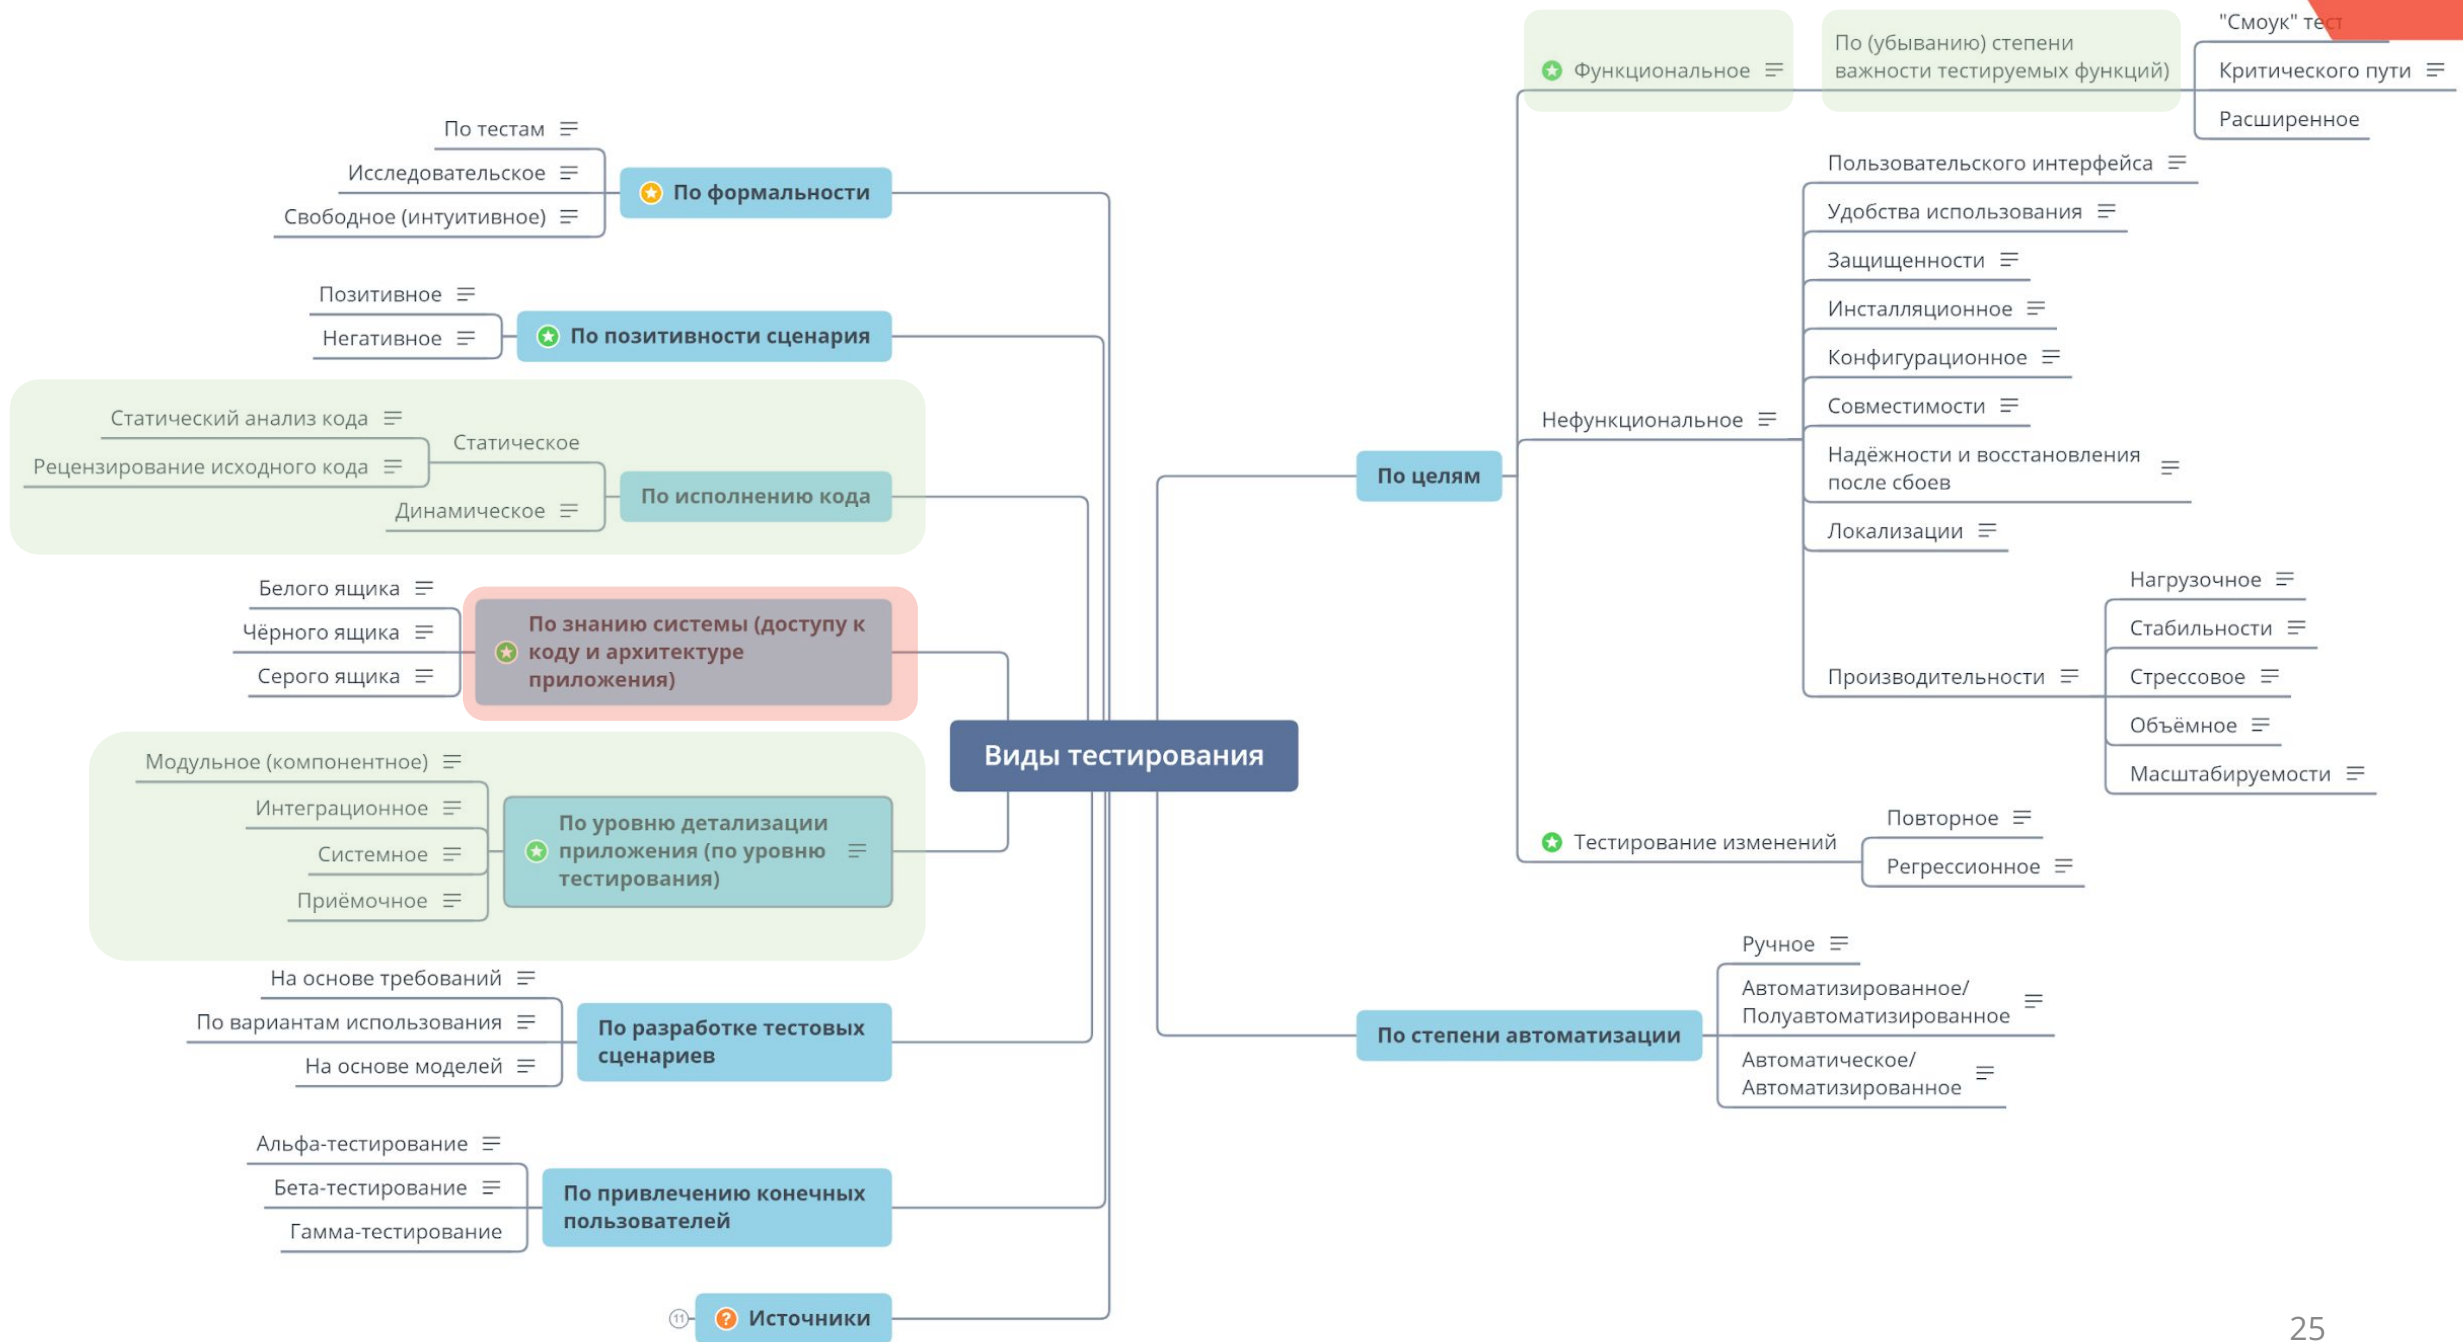 По тестам
Исследовательское
Свободное (интуитивное)
По формальности
Позитивное
Негативное
По позитивности сценария
Статический анализ кода
Рецензирование исходного кода
Статическое
Динамическое
По исполнению кода
Белого ящика
Чёрного ящика
Серого ящика
По знанию системы (доступу к
коду и архитектуре
приложения)
Модульное (компонентное)
Интеграционное
Системное
Приёмочное
По уровню детализации
приложения (по уровню
тестирования)
На основе требований
По вариантам использования
На основе моделей
По разработке тестовых
сценариев
Альфа-тестирование
Бета-тестирование
Гамма-тестирование
По привлечению конечных
пользователей
11
?
Источники
Виды тестирования
По целям
Функциональное
По (убыванию) степени
важности тестируемых функций)
"Смоук" тест
Критического пути
Расширенное
Нефункциональное
Пользовательского интерфейса
Удобства использования
Защищенности
Инсталляционное
Конфигурационное
Совместимости
Надёжности и восстановления
после сбоев
Локализации
Производительности
Нагрузочное
Стабильности
Стрессовое
Объёмное
Масштабируемости
Тестирование изменений
Повторное
Регрессионное
По степени автоматизации
Ручное
Автоматизированное/
Полуавтоматизированное
Автоматическое/
Автоматизированное
25